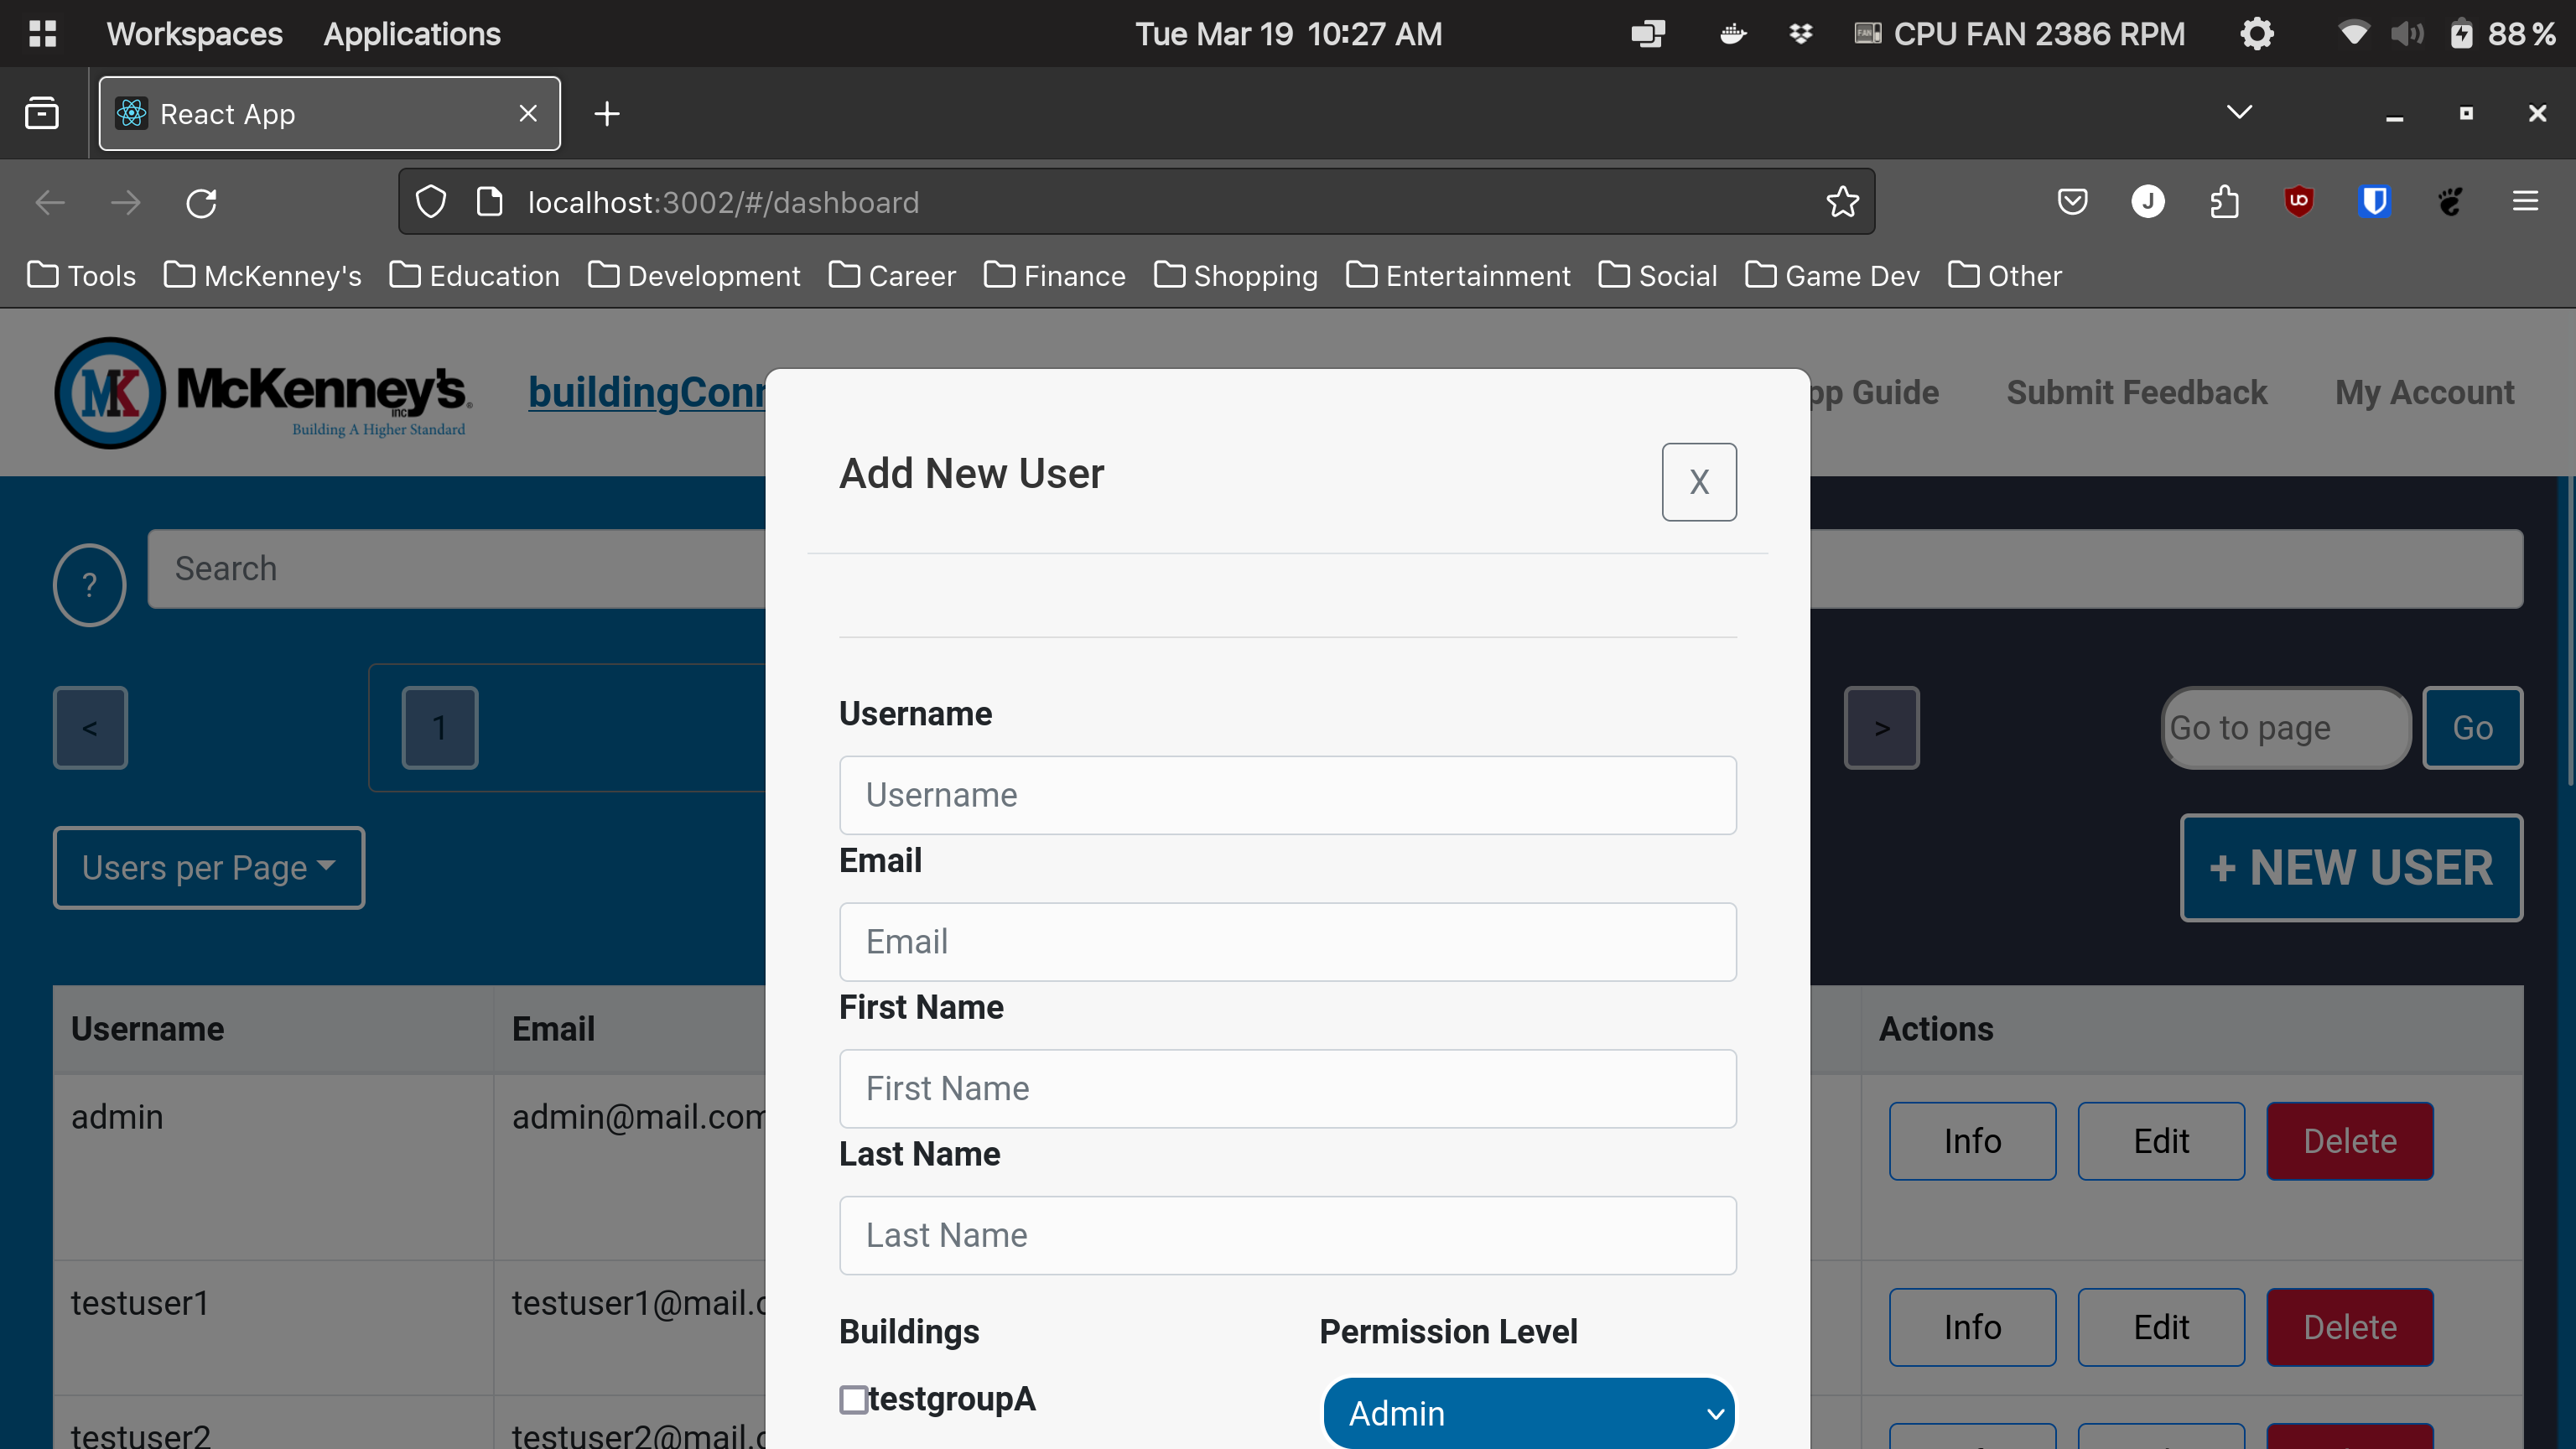 Workspaces Applications Tue Mar 19 10:27 AM FAN CPU FAN 2386 RPM 88 %
React App
localhost:3002/#/dashboard J UO
Tools McKenney's Education Development Career Finance Shopping Entertainment Social Game Dev Other
MK McKenney's INC Building A Higher Standard
buildingConn
pp Guide Submit Feedback My Account
Add New User X
? Search
< 1 > Go to page Go
Users per Page + NEW USER
Username
Username
Email
Email
First Name
First Name
Last Name
Last Name
Buildings Permission Level
testgroupA Admin
Username Email Actions
admin admin@mail.com Info Edit Delete
testuser1 testuser1@mail.c Info Edit Delete
testuser2 testuser2@mail.c